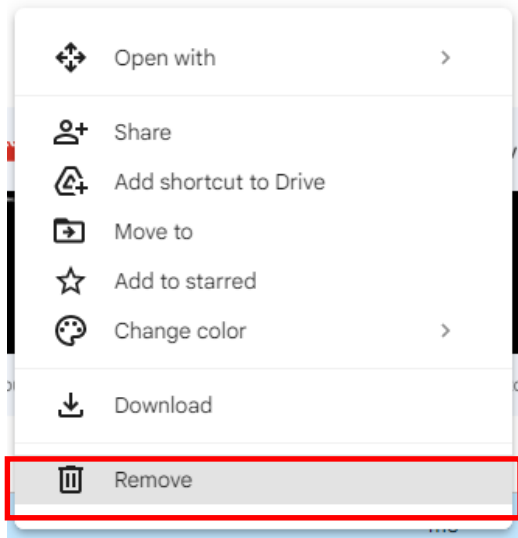 Open with
Share
Add shortcut to Drive
Move to
Add to starred
Change color
Download
Remove